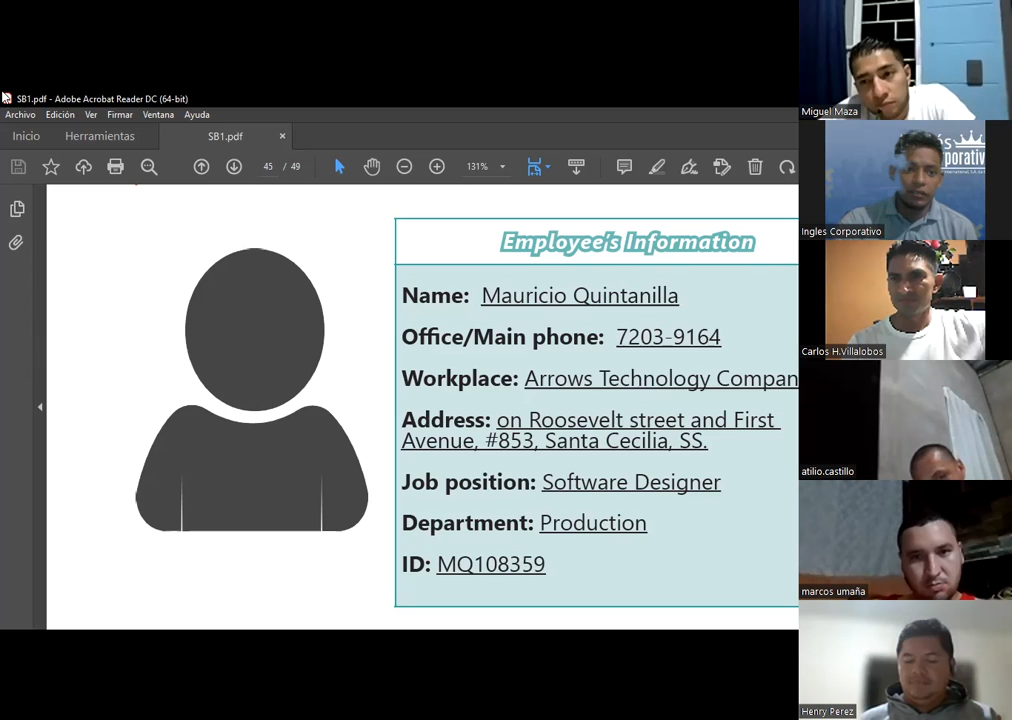 SB1.pdf - Adobe Acrobat Reader DC (64-bit)
Archivo Edición Ver Firmar Ventana Ayuda
Inicio Herramientas SB1.pdf ×
45 / 49 131%
Employee's Information
Name: Mauricio Quintanilla
Office/Main phone: 7203-9164
Workplace: Arrows Technology Compan
Address: on Roosevelt street and First
Avenue, #853, Santa Cecilia, SS.
Job position: Software Designer
Department: Production
ID: MQ108359
Miguel Maza
Ingles Corporativo
Carlos H.Villalobos
atilio.castillo
marcos umaña
Henry Perez